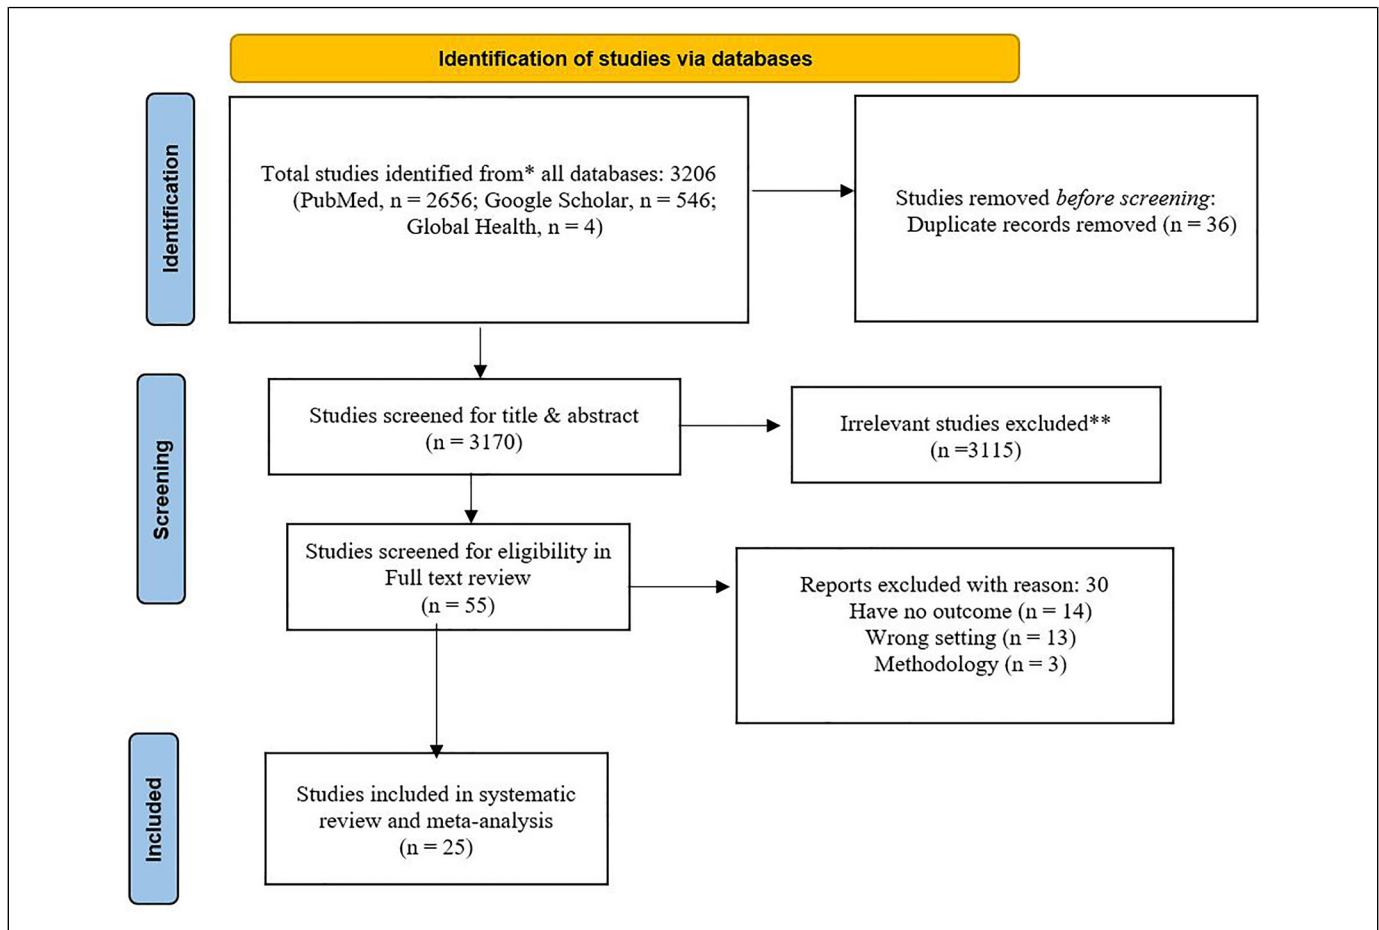 Identification of studies via databases
Identification
Total studies identified from* all databases: 3206
(PubMed, n = 2656; Google Scholar, n = 546;
Global Health, n = 4)
Studies removed before screening:
Duplicate records removed (n = 36)
Screening
Studies screened for title & abstract
(n = 3170)
Irrelevant studies excluded**
(n =3115)
Studies screened for eligibility in
Full text review
(n = 55)
Reports excluded with reason: 30
Have no outcome (n = 14)
Wrong setting (n = 13)
Methodology (n = 3)
Included
Studies included in systematic
review and meta-analysis
(n = 25)